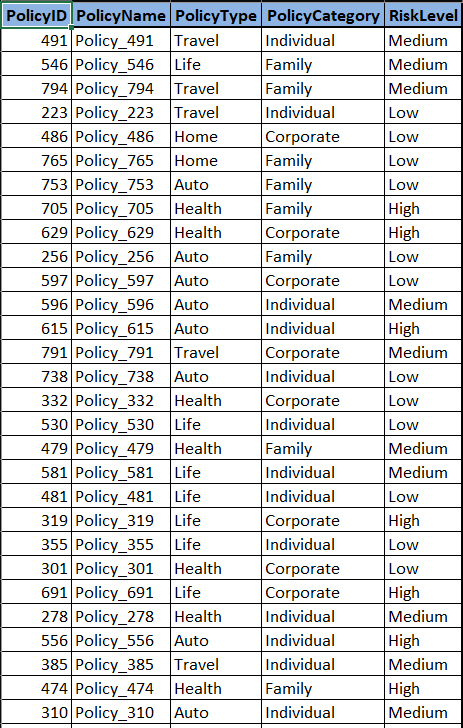 PolicyID PolicyName PolicyType PolicyCategory RiskLevel
491 Policy_491 Travel Individual Medium
546 Policy_546 Life Family Medium
794 Policy_794 Travel Family Medium
223 Policy_223 Travel Individual Low
486 Policy_486 Home Corporate Low
765 Policy_765 Home Family Low
753 Policy_753 Auto Family Low
705 Policy_705 Health Family High
629 Policy_629 Health Corporate High
256 Policy_256 Auto Family Low
597 Policy_597 Auto Corporate Low
596 Policy_596 Auto Individual Medium
615 Policy_615 Auto Individual High
791 Policy_791 Travel Corporate Medium
738 Policy_738 Auto Individual Low
332 Policy_332 Health Corporate Low
530 Policy_530 Life Individual Low
479 Policy_479 Health Family Medium
581 Policy_581 Life Individual Medium
481 Policy_481 Life Individual Low
319 Policy_319 Life Corporate High
355 Policy_355 Life Individual Low
301 Policy_301 Health Corporate Low
691 Policy_691 Life Corporate High
278 Policy_278 Health Individual Medium
556 Policy_556 Auto Individual High
385 Policy_385 Travel Individual Medium
474 Policy_474 Health Family High
310 Policy_310 Auto Individual Medium